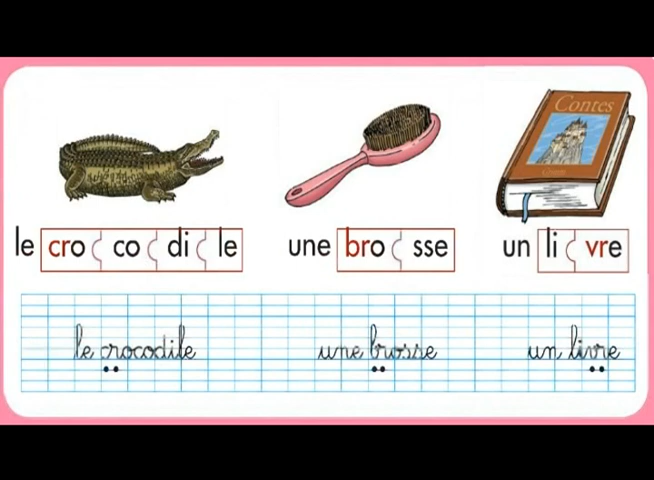 Contes
le cro co di le
une bro sse
un li vre
le crocodile
une brosse
un livre